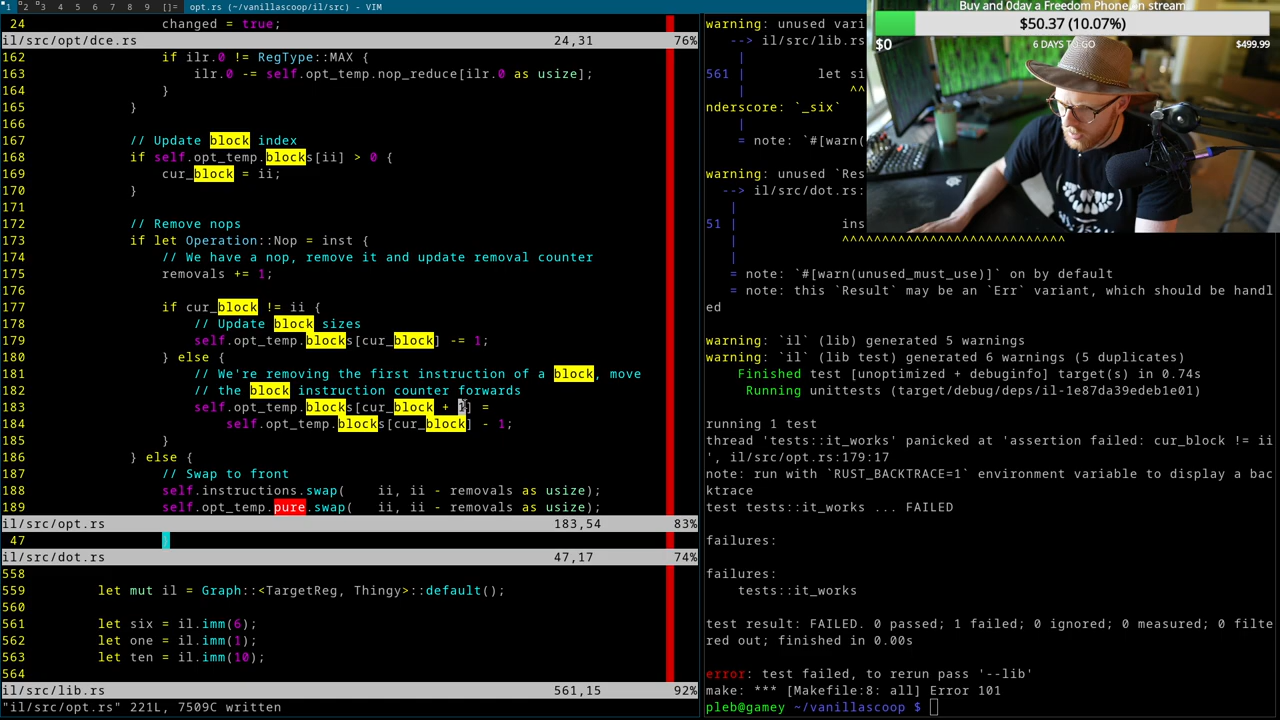 1 2 3 4 5 6 7 8 9 []= opt.rs (~/vanillascoop/il/src) - VIM
24 changed = true;
il/src/opt/dce.rs 24,31 76%
162 if ilr.0 != RegType::MAX {
163 ilr.0 -= self.opt_temp.nop_reduce[ilr.0 as usize];
164 }
165 }
166
167 // Update block index
168 if self.opt_temp.blocks[ii] > 0 {
169 cur_block = ii;
170 }
171
172 // Remove nops
173 if let Operation::Nop = inst {
174 // We have a nop, remove it and update removal counter
175 removals += 1;
176
177 if cur_block != ii {
178 // Update block sizes
179 self.opt_temp.blocks[cur_block] -= 1;
180 } else {
181 // We're removing the first instruction of a block, move
182 // the block instruction counter forwards
183 self.opt_temp.blocks[cur_block + 1] =
184 self.opt_temp.blocks[cur_block] - 1;
185 }
186 } else {
187 // Swap to front
188 self.instructions.swap( ii, ii - removals as usize);
189 self.opt_temp.pure.swap( ii, ii - removals as usize);
il/src/opt.rs 183,54 83%
47 }
il/src/dot.rs 47,17 74%
558
559 let mut il = Graph::<TargetReg, Thingy>::default();
560
561 let six = il.imm(6);
562 let one = il.imm(1);
563 let ten = il.imm(10);
564
il/src/lib.rs 561,15 92%
"il/src/opt.rs" 221L, 7509C written
warning: unused vari
--> il/src/lib.rs
|
561 | let si
| ^^
nderscore: `_six`
|
= note: `#[warn(
warning: unused `Res
--> il/src/dot.rs:
|
51 | ins
| ^^^^^^^^^^^^^^^^^^^^^^^^^^^^
|
= note: `#[warn(unused_must_use)]` on by default
= note: this `Result` may be an `Err` variant, which should be handl
ed
warning: `il` (lib) generated 5 warnings
warning: `il` (lib test) generated 6 warnings (5 duplicates)
Finished test [unoptimized + debuginfo] target(s) in 0.74s
Running unittests (target/debug/deps/il-1e87da39edeb1e01)
running 1 test
thread 'tests::it_works' panicked at 'assertion failed: cur_block != ii
', il/src/opt.rs:179:17
note: run with `RUST_BACKTRACE=1` environment variable to display a bac
ktrace
test tests::it_works ... FAILED
failures:
failures:
tests::it_works
test result: FAILED. 0 passed; 1 failed; 0 ignored; 0 measured; 0 filte
red out; finished in 0.00s
error: test failed, to rerun pass '--lib'
make: *** [Makefile:8: all] Error 101
pleb@gamey ~/vanillascoop $
Buy and 0day a Freedom Phone on stream
$50.37 (10.07%)
$0 6 DAYS TO GO $499.99